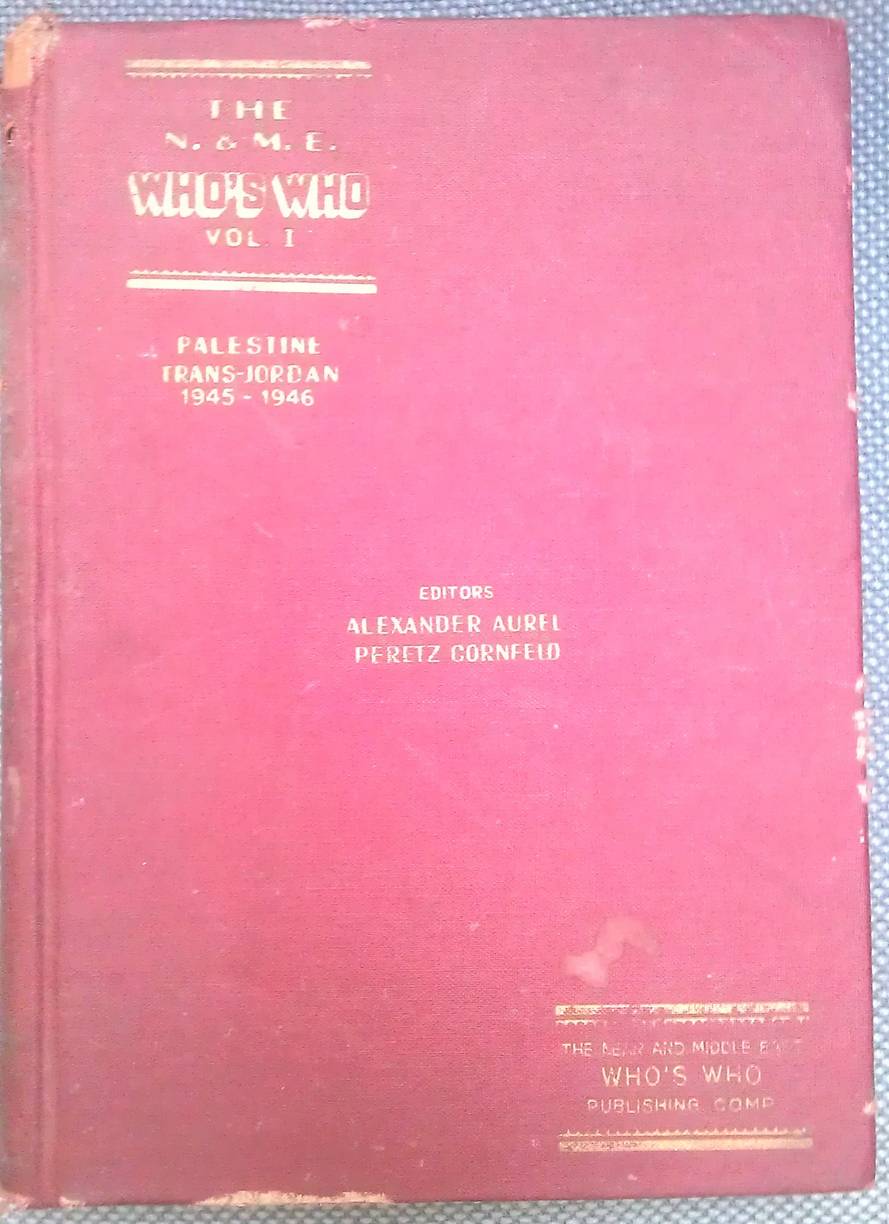 THE
N. & M. E.
WHO'S WHO
VOL. I
PALESTINE
TRANS-JORDAN
1945 - 1946
EDITORS
ALEXANDER AUREL
PERETZ CORNFELD
THE NEAR AND MIDDLE EAST
WHO'S WHO
PUBLISHING COMP